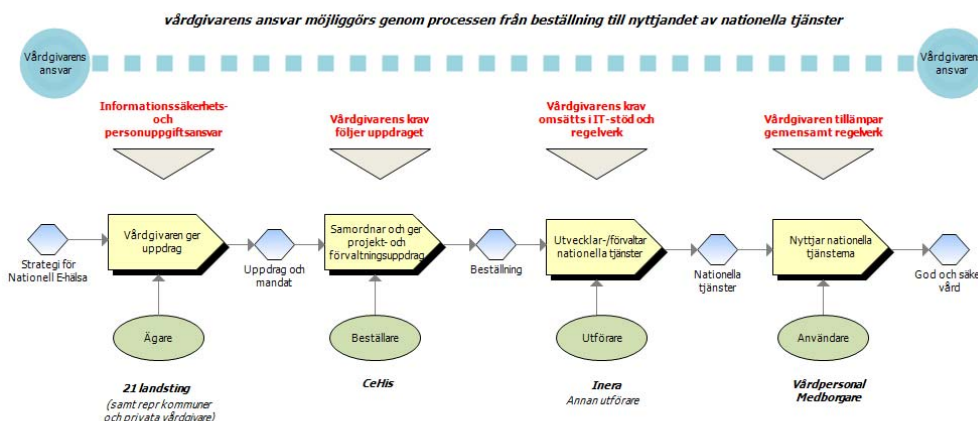 vårdgivarens ansvar möjliggörs genom processen från beställning till nyttjandet av nationella tjänster
Vårdgivarens
ansvar
Vårdgivarens
ansvar
Informationssäkerhets-
och
personuppgiftsansvar
Vårdgivarens krav
följer uppdraget
Vårdgivarens krav
omsätts i IT-stöd och
regelverk
Vårdgivaren tillämpar
gemensamt regelverk
Strategi för
Nationell E-hälsa
Vårdgivaren ger
uppdrag
Uppdrag och
mandat
Samordnar och ger
projekt- och
förvaltningsuppdrag
Beställning
Utvecklar-/förvaltar
nationella tjänster
Nationella
tjänster
Nyttjar nationella
tjänsterna
God och säke
vård
Ägare
Beställare
Utförare
Användare
21 landsting
(samt repr kommuner
och privata vårdgivare)
CeHis
Inera
Annan utförare
Vårdpersonal
Medborgare